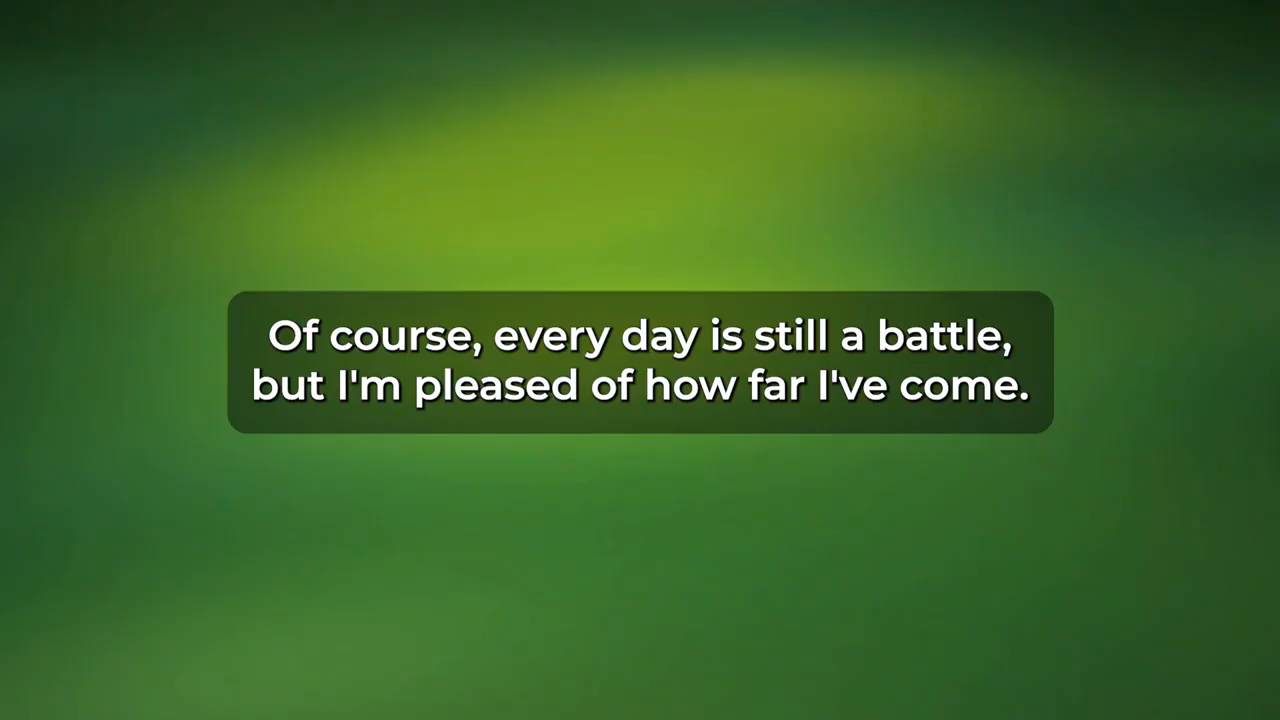 Of course, every day is still a battle,
but I'm pleased of how far I've come.